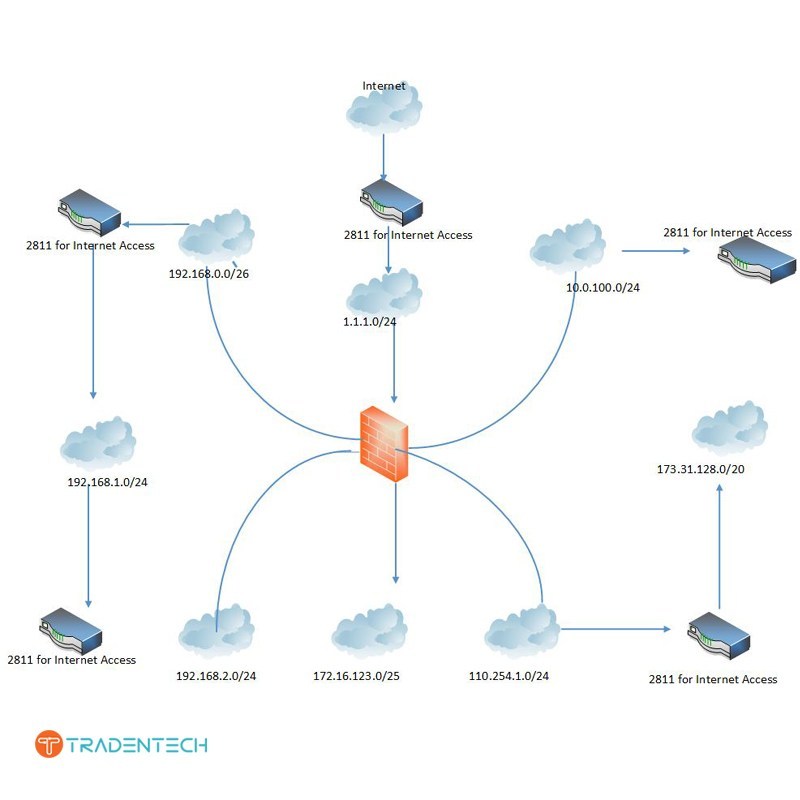 Internet
2811 for Internet Access
2811 for Internet Access
2811 for Internet Access
192.168.0.0/26
10.0.100.0/24
1.1.1.0/24
173.31.128.0/20
192.168.1.0/24
2811 for Internet Access
192.168.2.0/24
172.16.123.0/25
110.254.1.0/24
2811 for Internet Access
TRADENTECH